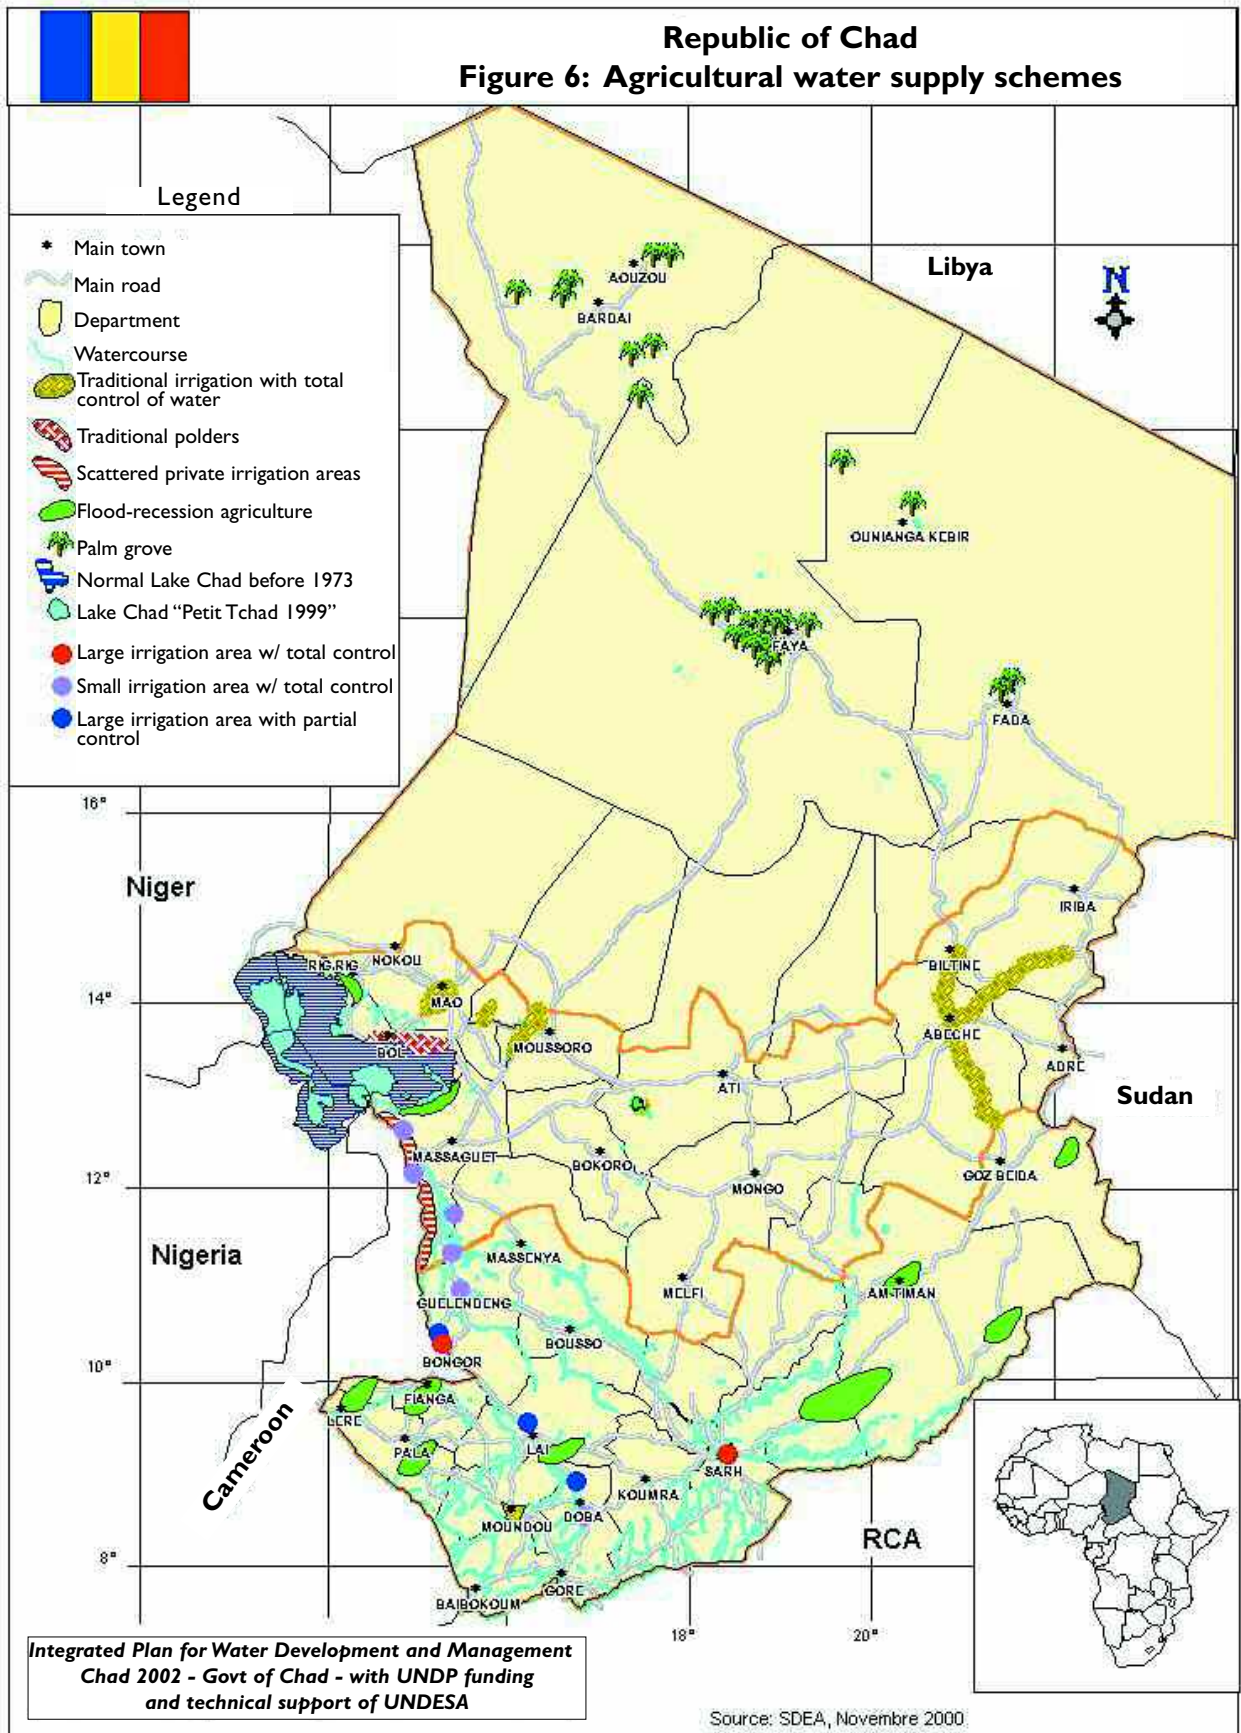 Republic of Chad
Figure 6: Agricultural water supply schemes
Legend
Main town
Main road
Department
Watercourse
Traditional irrigation with total
control of water
Traditional polders
Scattered private irrigation areas
Flood-recession agriculture
Palm grove
Normal Lake Chad before 1973
Lake Chad “Petit Tchad 1999”
Large irrigation area w/ total control
Small irrigation area w/ total control
Large irrigation area with partial
control
Libya
N
AOUZOU
BARDAI
OUNIANGA KEBIR
FAYA
FADA
16°
Niger
IRIBA
RIG.RIG
NOKOU
BILTINE
14°
MAO
ABECHE
BOL
MOUSSORO
ADRE
ATI
Sudan
12°
MASSAGUET
BOKORO
MONGO
GOZ BEIDA
Nigeria
MASSENYA
MELFI
AM-TIMAN
GUELENDENG
BOUSSO
10°
BONGOR
FIANGA
LERE
Cameroon
PALA
LAI
SARH
KOUMRA
MOUNDOU
DOBA
RCA
8°
GORE
BAIBOKOUM
18°
20°
Integrated Plan for Water Development and Management
Chad 2002 - Govt of Chad - with UNDP funding
and technical support of UNDESA
Source: SDEA, Novembre 2000